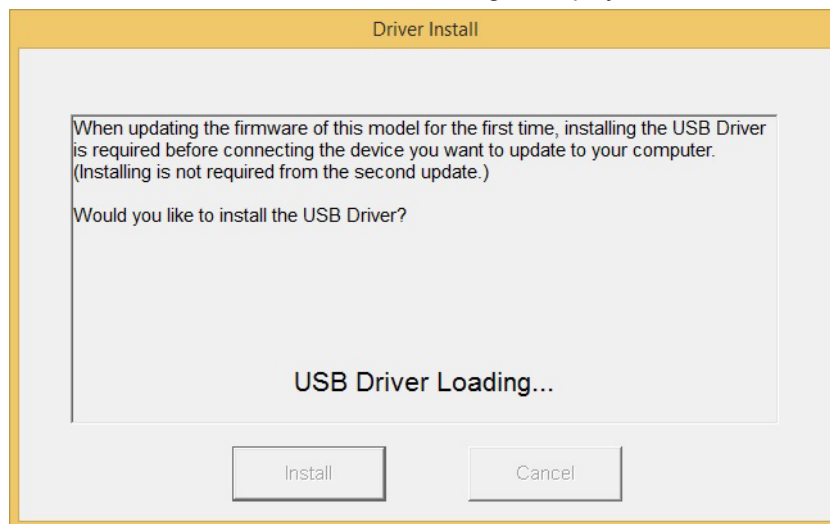 Driver Install
When updating the firmware of this model for the first time, installing the USB Driver
is required before connecting the device you want to update to your computer.
(Installing is not required from the second update.)
Would you like to install the USB Driver?
USB Driver Loading...
Install
Cancel